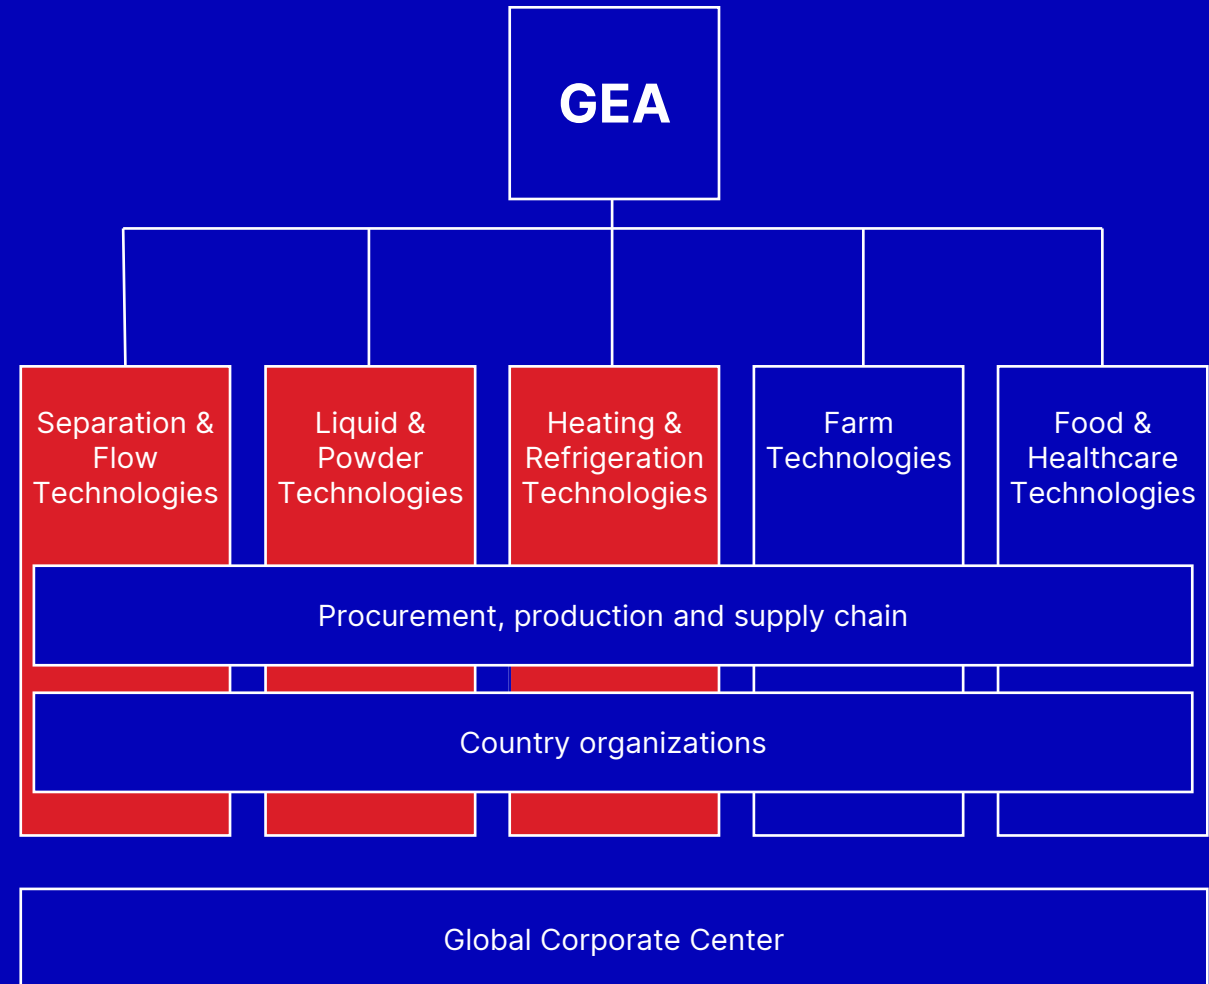 GEA
Separation &
Flow
Technologies
Liquid &
Powder
Technologies
Heating &
Refrigeration
Technologies
Farm
Technologies
Food &
Healthcare
Technologies
Procurement, production and supply chain
Country organizations
Global Corporate Center